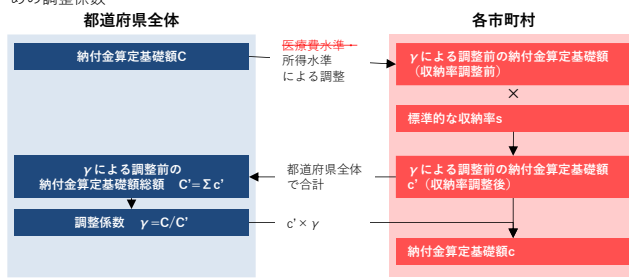 めの調整係数
都道府県全体
各市町村
納付金算定基礎額C
医療費水準・
所得水準
による調整
γによる調整前の納付金算定基礎額
（収納率調整前）
×
標準的な収納率s
γによる調整前の
納付金算定基礎額総額　C’=Σc’
都道府県全体
で合計
γによる調整前の納付金算定基礎額
c’（収納率調整後）
調整係数　γ=C/C’
c’×γ
納付金算定基礎額c